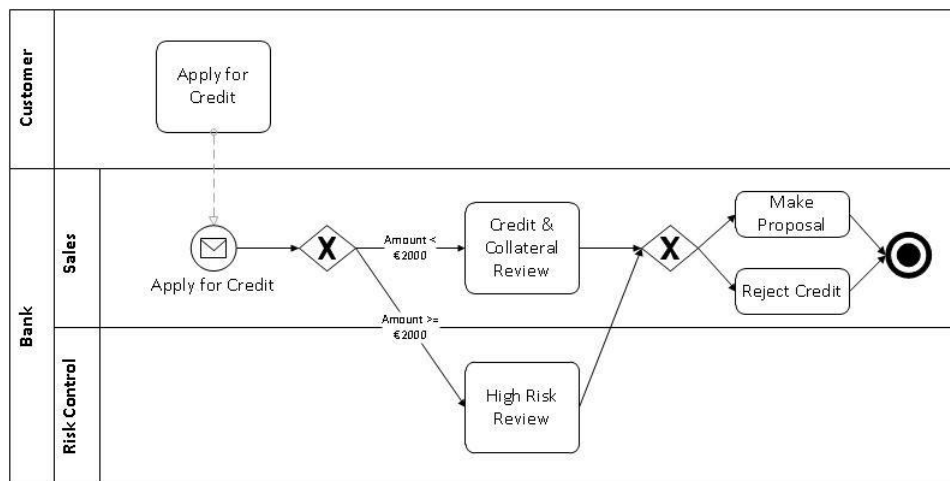 Customer
Apply for
Credit
Bank
Sales
Apply for Credit
X
Amount <
€2000
Amount >=
€2000
Credit &
Collateral
Review
X
Make
Proposal
Reject Credit
Risk Control
High Risk
Review